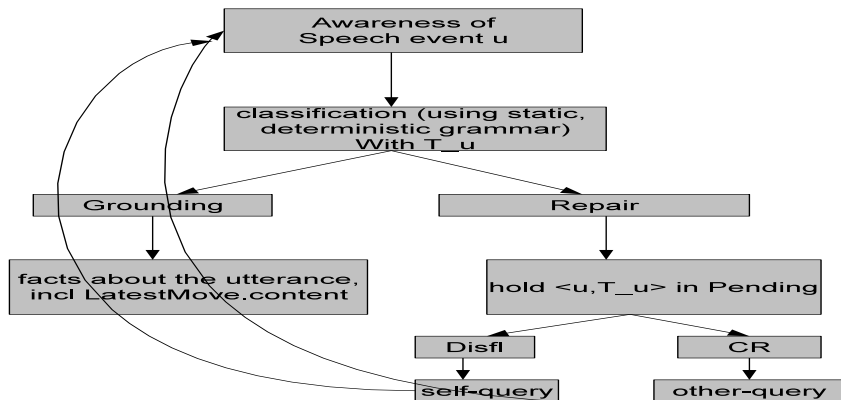 Awareness of
Speech event u
classification (using static,
deterministic grammar)
With T_u
Grounding
Repair
facts about the utterance,
incl LatestMove.content
hold <u,T_u> in Pending
Disfl
CR
self-query
other-query